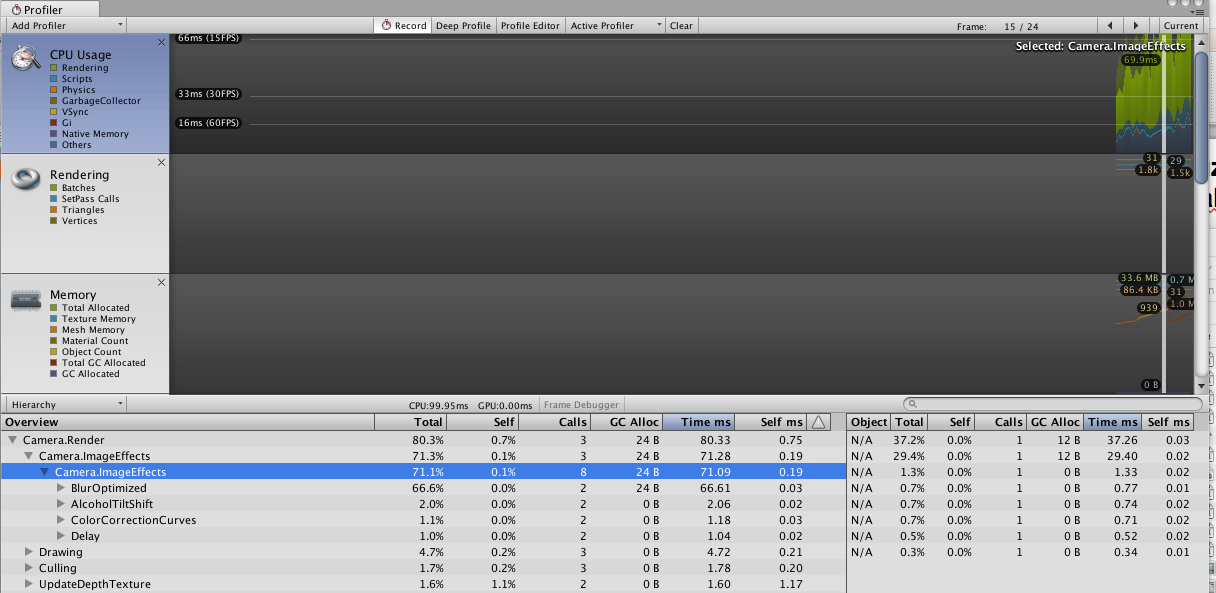 Profiler
Add Profiler Record Deep Profile Profile Editor Active Profiler Clear Frame: 15 / 24 Current
CPU Usage
Rendering
Scripts
Physics
GarbageCollector
VSync
Gi
Native Memory
Others
66ms (15FPS)
33ms (30FPS)
16ms (60FPS)
Selected: Camera.ImageEffects
69.9ms
Rendering
Batches
SetPass Calls
Triangles
Vertices
31 29
1.8k 1.5k
Memory
Total Allocated
Texture Memory
Mesh Memory
Material Count
Object Count
Total GC Allocated
GC Allocated
33.6 MB 0.7 M
86.4 KB 31
939 1.0 M
0 B
Hierarchy CPU:99.95ms GPU:0.00ms Frame Debugger
Overview Total Self Calls GC Alloc Time ms Self ms Object Total Self Calls GC Alloc Time ms Self ms
Camera.Render 80.3% 0.7% 3 24 B 80.33 0.75 N/A 37.2% 0.0% 1 12 B 37.26 0.03
Camera.ImageEffects 71.3% 0.1% 3 24 B 71.28 0.19 N/A 29.4% 0.0% 1 12 B 29.40 0.02
Camera.ImageEffects 71.1% 0.1% 8 24 B 71.09 0.19 N/A 1.3% 0.0% 1 0 B 1.33 0.02
BlurOptimized 66.6% 0.0% 2 24 B 66.61 0.03 N/A 0.7% 0.0% 1 0 B 0.77 0.01
AlcoholTiltShift 2.0% 0.0% 2 0 B 2.06 0.02 N/A 0.7% 0.0% 1 0 B 0.74 0.02
ColorCorrectionCurves 1.1% 0.0% 2 0 B 1.18 0.03 N/A 0.7% 0.0% 1 0 B 0.71 0.02
Delay 1.0% 0.0% 2 0 B 1.04 0.02 N/A 0.5% 0.0% 1 0 B 0.52 0.02
Drawing 4.7% 0.2% 3 0 B 4.72 0.21 N/A 0.3% 0.0% 1 0 B 0.34 0.01
Culling 1.7% 0.2% 3 0 B 1.78 0.20
UpdateDepthTexture 1.6% 1.1% 2 0 B 1.60 1.17